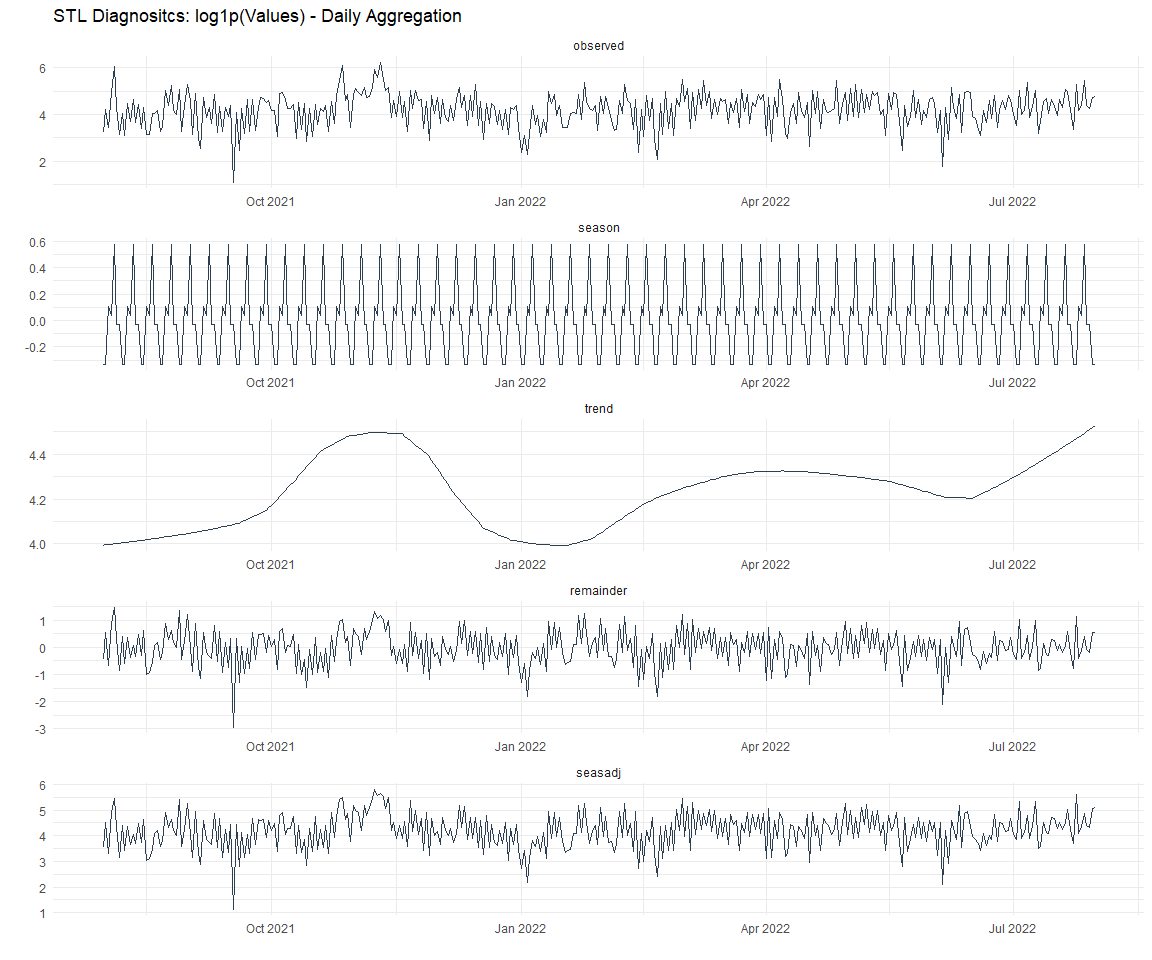 STL Diagnositcs: log1p(Values) - Daily Aggregation
observed
6
4
2
Oct 2021 Jan 2022 Apr 2022 Jul 2022
season
0.6
0.4
0.2
0.0
-0.2
Oct 2021 Jan 2022 Apr 2022 Jul 2022
trend
4.4
4.2
4.0
Oct 2021 Jan 2022 Apr 2022 Jul 2022
remainder
1
0
-1
-2
-3
Oct 2021 Jan 2022 Apr 2022 Jul 2022
seasadj
6
5
4
3
2
1
Oct 2021 Jan 2022 Apr 2022 Jul 2022